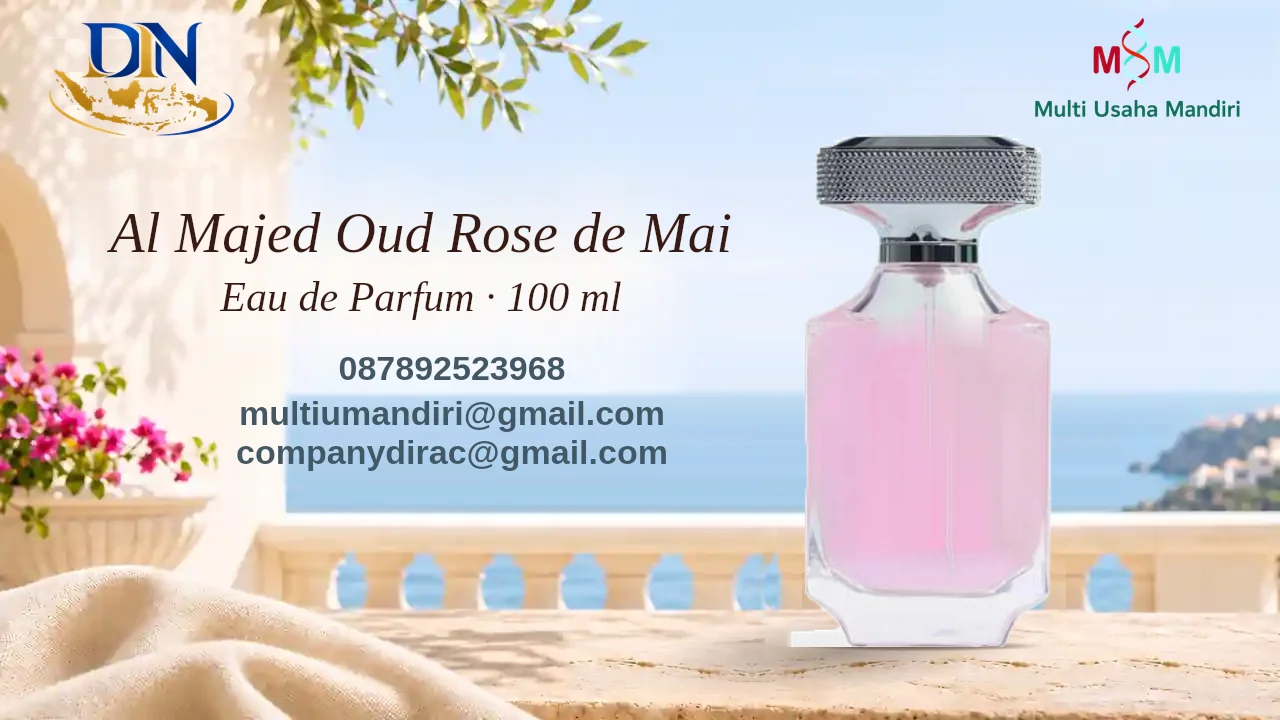 DIN
MSM
Multi Usaha Mandiri
Al Majed Oud Rose de Mai
Eau de Parfum · 100 ml
087892523968
multiumandiri@gmail.com
companydirac@gmail.com